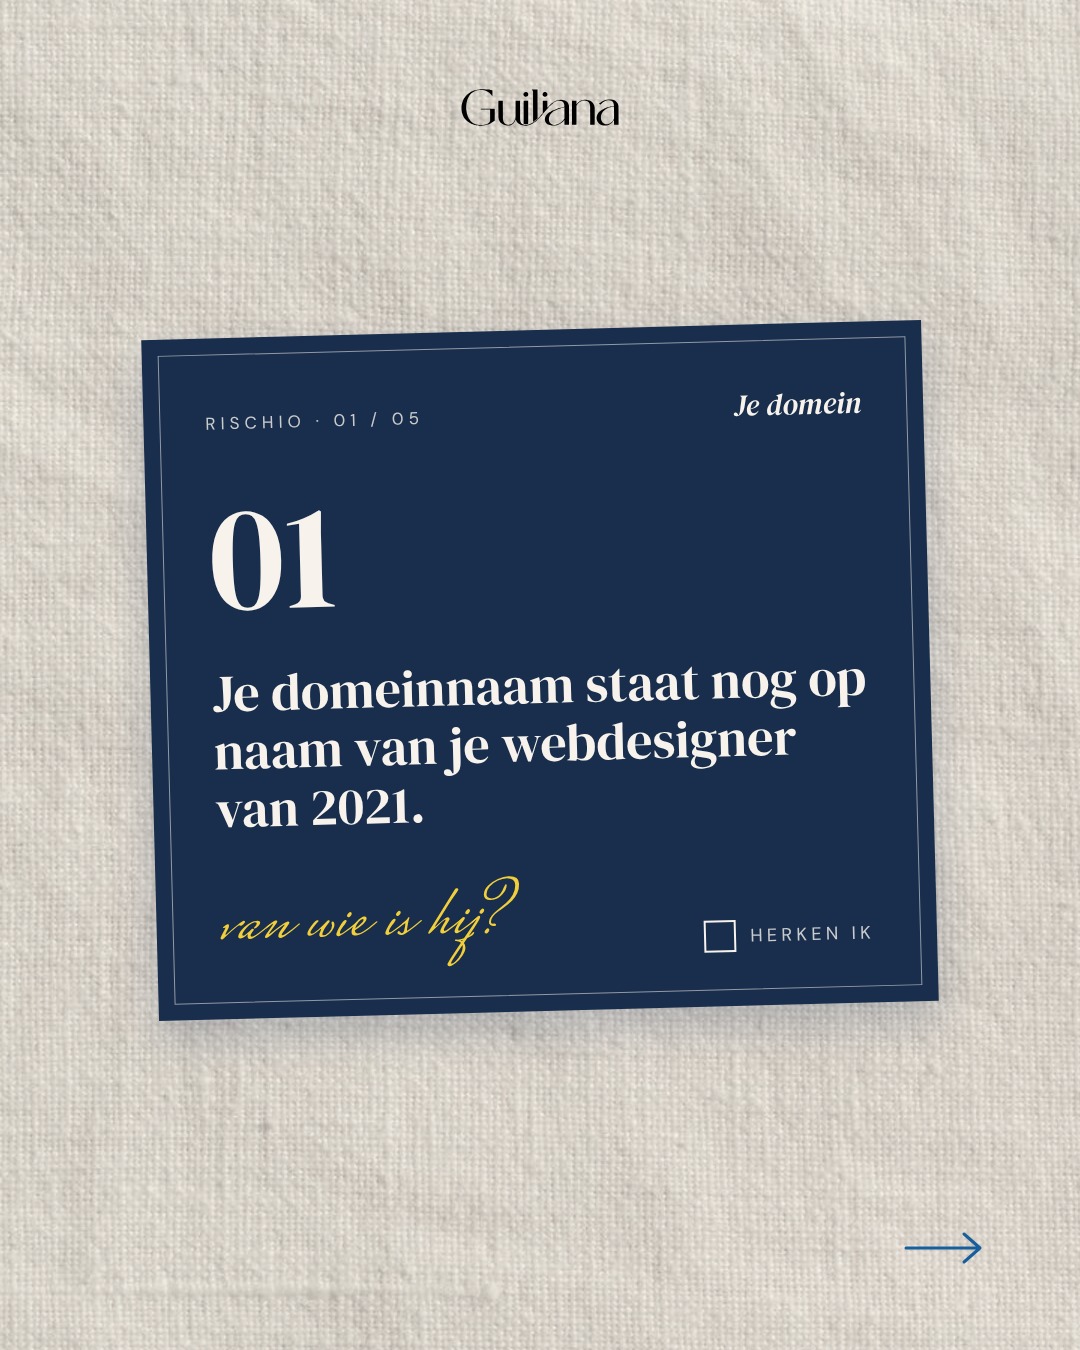 Guiliana
RISCHIO · 01 / 05
Je domein
01
Je domeinnaam staat nog op
naam van je webdesigner
van 2021.
van wie is hij?
HERKEN IK